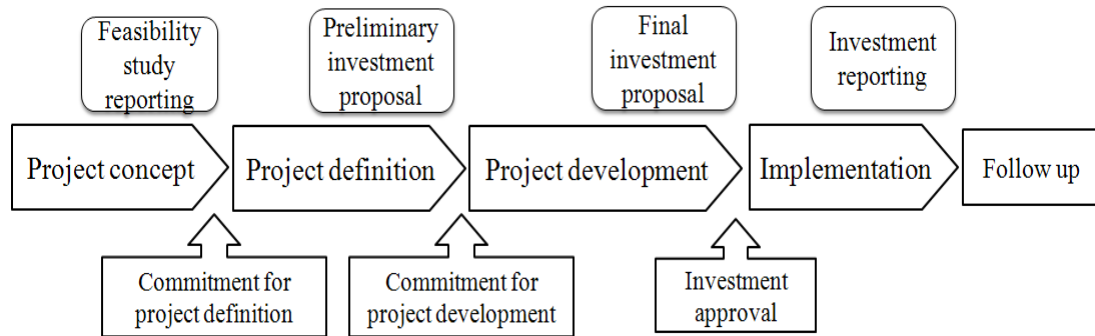 Feasibility
study
reporting
Preliminary
investment
proposal
Final
investment
proposal
Investment
reporting
Project concept
Project definition
Project development
Implementation
Follow up
Commitment for
project definition
Commitment for
project development
Investment
approval